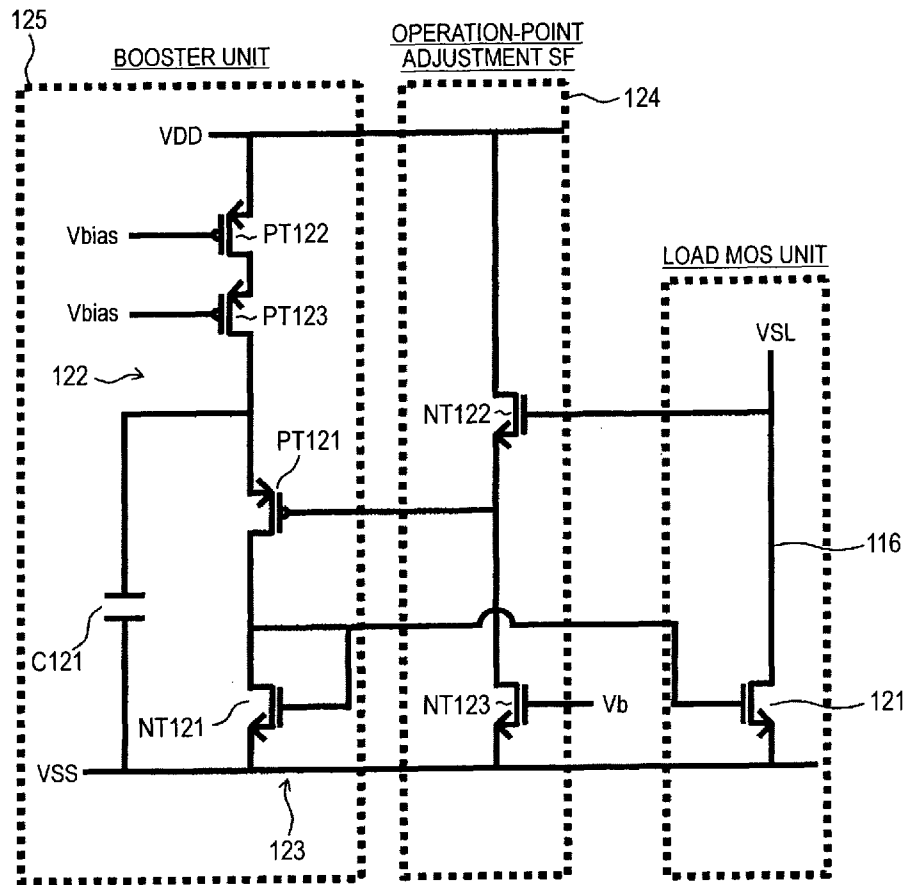 125
BOOSTER UNIT
OPERATION-POINT
ADJUSTMENT SF
124
VDD
Vbias
PT122
Vbias
PT123
LOAD MOS UNIT
VSL
122
NT122
PT121
116
C121
NT121
NT123
Vb
121
VSS
123